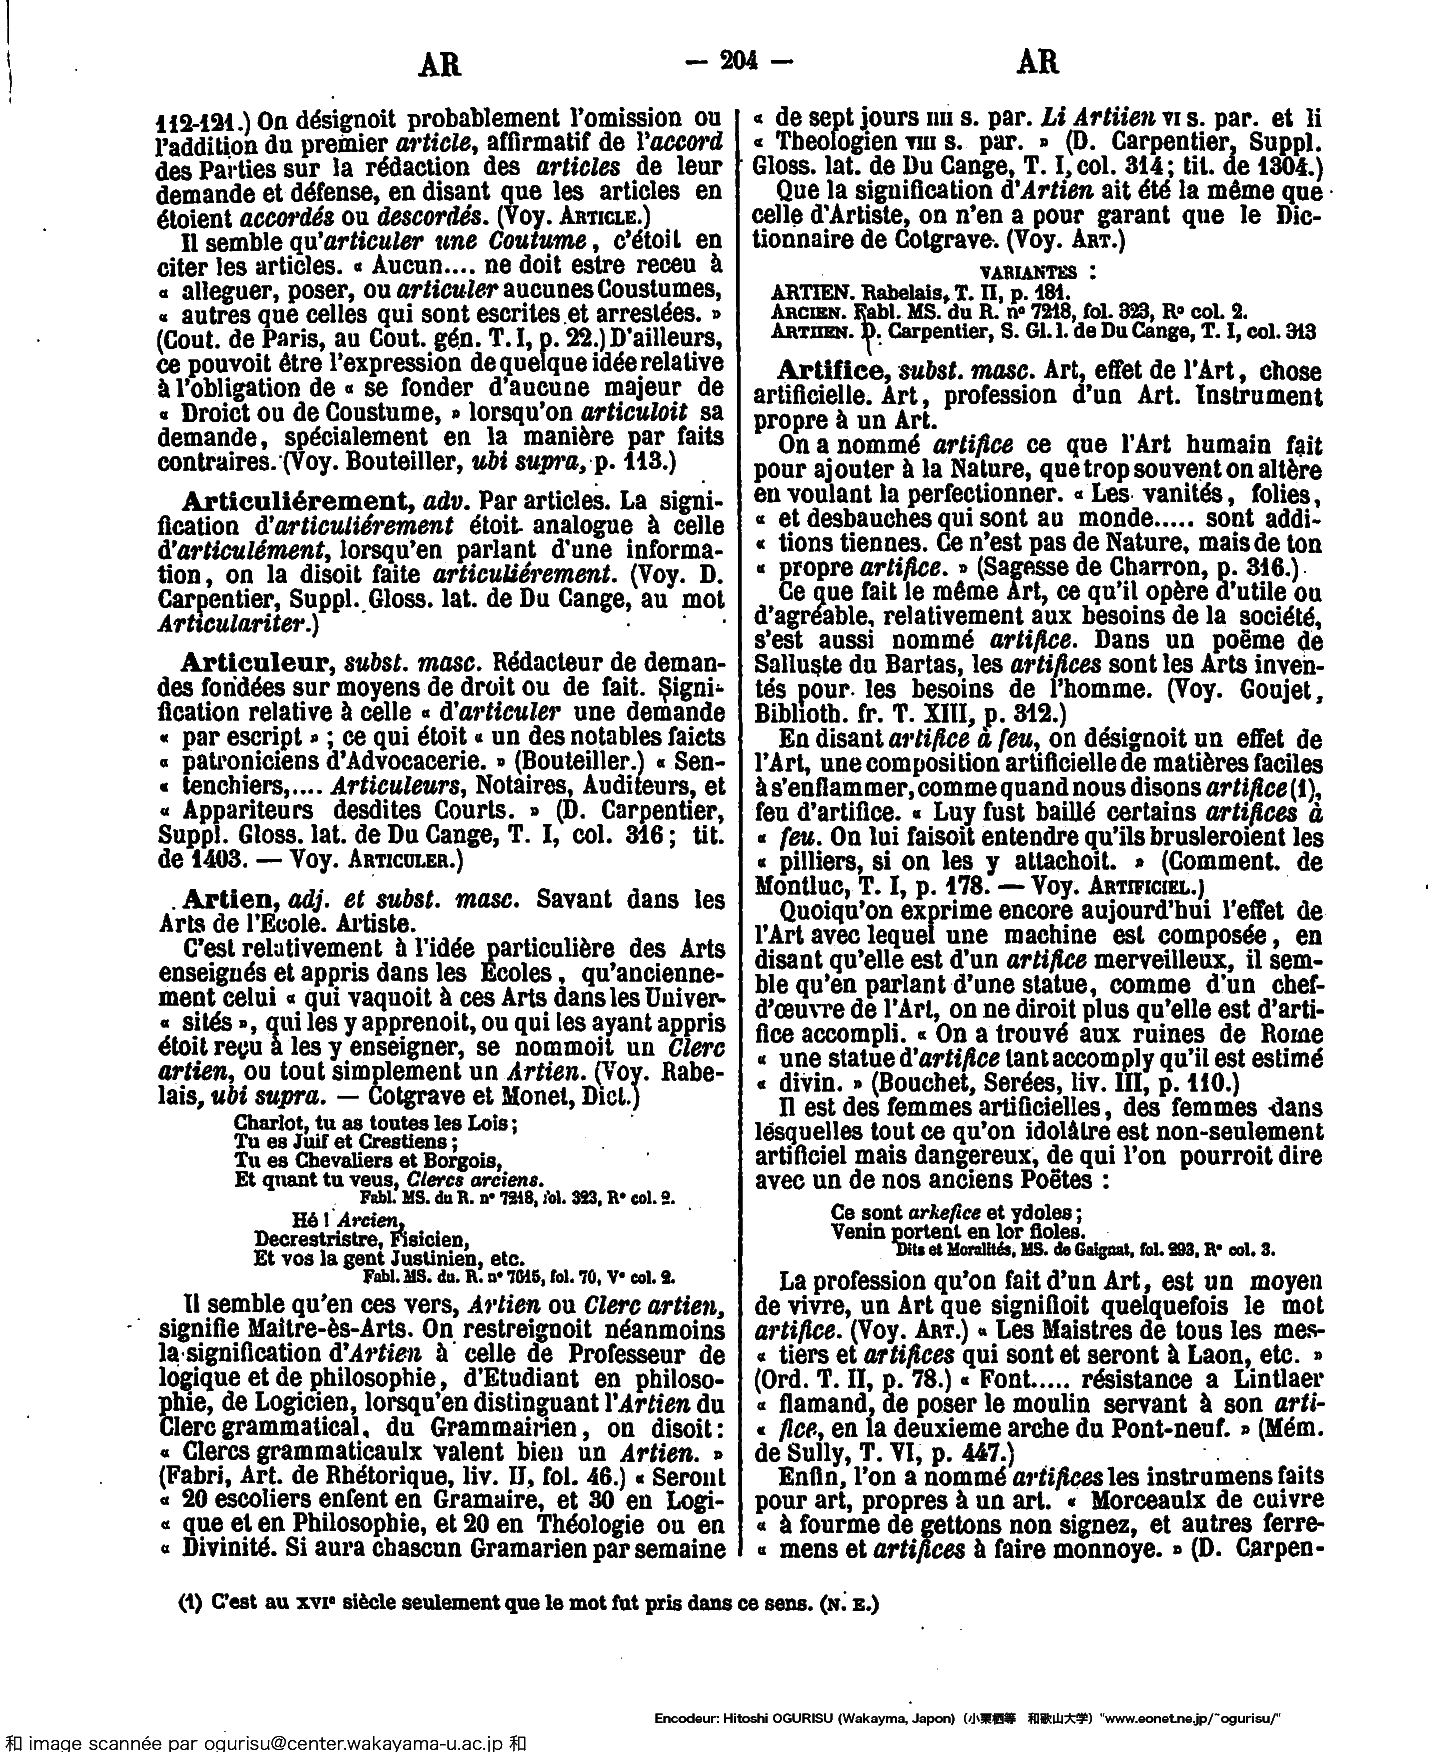 AR
— 204 —
AR
112-121.) On désignoit probablement l'omission ou
l'addition du premier article, affirmatif de l'accord
des Parties sur la rédaction des articles de leur
demande et défense, en disant que les articles en
étoient accordés ou descordés. (Voy. ARTICLE.)
Il semble qu'articuler une Coutume, c'étoit en
citer les articles. « Aucun.... ne doit estre receu à
« alleguer, poser, ou articuler aucunes Coustumes,
« autres que celles qui sont escrites et arrestées. »
(Cout. de Paris, au Cout. gén. T. I, p. 22.) D'ailleurs,
ce pouvoit être l'expression de quelque idée relative
à l'obligation de « se fonder d'aucune majeur de
« Droict ou de Coustume, » lorsqu'on articuloit sa
demande, spécialement en la manière par faits
contraires. (Voy. Bouteiller, ubi supra, p. 113.)
Articuliérement, adv. Par articles. La signi-
fication d'articuliérement étoit analogue à celle
d'articulément, lorsqu'en parlant d'une informa-
tion, on la disoit faite articuliérement. (Voy. D.
Carpentier, Suppl. Gloss. lat. de Du Cange, au mot
Articulariter.)
Articuleur, subst. masc. Rédacteur de deman-
des fondées sur moyens de droit ou de fait. Signi-
fication relative à celle « d'articuler une demande
« par escript » ; ce qui étoit « un des notables faicts
« patroniciens d'Advocacerie. » (Bouteiller.) « Sen-
« tenchiers,.... Articuleurs, Notaires, Auditeurs, et
« Appariteurs desdites Courts. » (D. Carpentier,
Suppl. Gloss. lat. de Du Cange, T. I, col. 316 ; tit.
de 1403. — Voy. ARTICULER.)
Artien, adj. et subst. masc. Savant dans les
Arts de l'Ecole. Artiste.
C'est relativement à l'idée particulière des Arts
enseignés et appris dans les Ecoles, qu'ancienne-
ment celui « qui vaquoit à ces Arts dans les Univer-
« sités », qui les y apprenoit, ou qui les ayant appris
étoit reçu à les y enseigner, se nommoit un Clerc
artien, ou tout simplement un Artien. (Voy. Rabe-
lais, ubi supra. — Cotgrave et Monet, Dict.)
Charlot, tu as toutes les Lois ;
Tu es Juif et Crestiens ;
Tu es Chevaliers et Borgois,
Et quant tu veus, Clercs arciens.
Fabl. MS. du R. n° 7218, fol. 323, R° col. 2.
Hé ! Arcien,
Decrestristre, Fisicien,
Et vos la gent Justinien, etc.
Fabl. MS. du. R. n° 7615, fol. 70, V° col. 2.
Il semble qu'en ces vers, Artien ou Clerc artien,
signifie Maitre-ès-Arts. On restreignoit néanmoins
la signification d'Artien à celle de Professeur de
logique et de philosophie, d'Etudiant en philoso-
phie, de Logicien, lorsqu'en distinguant l'Artien du
Clerc grammatical, du Grammairien, on disoit :
« Clercs grammaticaulx valent bien un Artien. »
(Fabri, Art. de Rhétorique, liv. II, fol. 46.) « Seront
« 20 escoliers enfent en Gramaire, et 30 en Logi-
« que et en Philosophie, et 20 en Théologie ou en
« Divinité. Si aura chascun Gramarien par semaine
« de sept jours IIII s. par. Li Artiien VI s. par. et li
« Theologien VIII s. par. » (D. Carpentier, Suppl.
Gloss. lat. de Du Cange, T. I, col. 314 ; tit. de 1304.)
Que la signification d'Artien ait été la même que
celle d'Artiste, on n'en a pour garant que le Dic-
tionnaire de Cotgrave. (Voy. ART.)
VARIANTES :
ARTIEN. Rabelais, T. II, p. 181.
ARCIEN. Fabl. MS. du R. n° 7218, fol. 323, R° col. 2.
ARTIIEN. D. Carpentier, S. Gl. l. de Du Cange, T. I, col. 313
Artifice, subst. masc. Art, effet de l'Art, chose
artificielle. Art, profession d'un Art. Instrument
propre à un Art.
On a nommé artifice ce que l'Art humain fait
pour ajouter à la Nature, que trop souvent on altère
en voulant la perfectionner. « Les vanités, folies,
« et desbauches qui sont au monde..... sont addi-
« tions tiennes. Ce n'est pas de Nature, mais de ton
« propre artifice. » (Sagesse de Charron, p. 316.)
Ce que fait le même Art, ce qu'il opère d'utile ou
d'agréable, relativement aux besoins de la société,
s'est aussi nommé artifice. Dans un poëme de
Salluste du Bartas, les artifices sont les Arts inven-
tés pour les besoins de l'homme. (Voy. Goujet,
Biblioth. fr. T. XIII, p. 312.)
En disant artifice à feu, on désignoit un effet de
l'Art, une composition artificielle de matières faciles
à s'enflammer, comme quand nous disons artifice (1),
feu d'artifice. « Luy fust baillé certains artifices à
« feu. On lui faisoit entendre qu'ils brusleroient les
« pilliers, si on les y attachoit. » (Comment. de
Montluc, T. I, p. 178. — Voy. ARTIFICIEL.)
Quoiqu'on exprime encore aujourd'hui l'effet de
l'Art avec lequel une machine est composée, en
disant qu'elle est d'un artifice merveilleux, il sem-
ble qu'en parlant d'une statue, comme d'un chef-
d'œuvre de l'Art, on ne diroit plus qu'elle est d'arti-
fice accompli. « On a trouvé aux ruines de Rome
« une statue d'artifice tant accomply qu'il est estimé
« divin. » (Bouchet, Serées, liv. III, p. 110.)
Il est des femmes artificielles, des femmes dans
lesquelles tout ce qu'on idolâtre est non-seulement
artificiel mais dangereux, de qui l'on pourroit dire
avec un de nos anciens Poëtes :
Ce sont arkefice et ydoles ;
Venin portent en lor fioles.
Dits et Moralités, MS. de Gaignat, fol. 293, R° col. 3.
La profession qu'on fait d'un Art, est un moyen
de vivre, un Art que signifioit quelquefois le mot
artifice. (Voy. ART.) « Les Maistres de tous les mes-
« tiers et artifices qui sont et seront à Laon, etc. »
(Ord. T. II, p. 78.) « Font..... résistance a Lintlaer
« flamand, de poser le moulin servant à son arti-
« fice, en la deuxieme arche du Pont-neuf. » (Mém.
de Sully, T. VI, p. 447.)
Enfin, l'on a nommé artifices les instrumens faits
pour art, propres à un art. « Morceaulx de cuivre
« à fourme de gettons non signez, et autres ferre-
« mens et artifices à faire monnoye. » (D. Carpen-
(1) C'est au XVIe siècle seulement que le mot fut pris dans ce sens. (N. E.)
Encodeur: Hitoshi OGURISU (Wakayma, Japon) (小栗栖等 和歌山大学) "www.eonet.ne.jp/~ogurisu/"
和 image scannée par ogurisu@center.wakayama-u.ac.jp 和